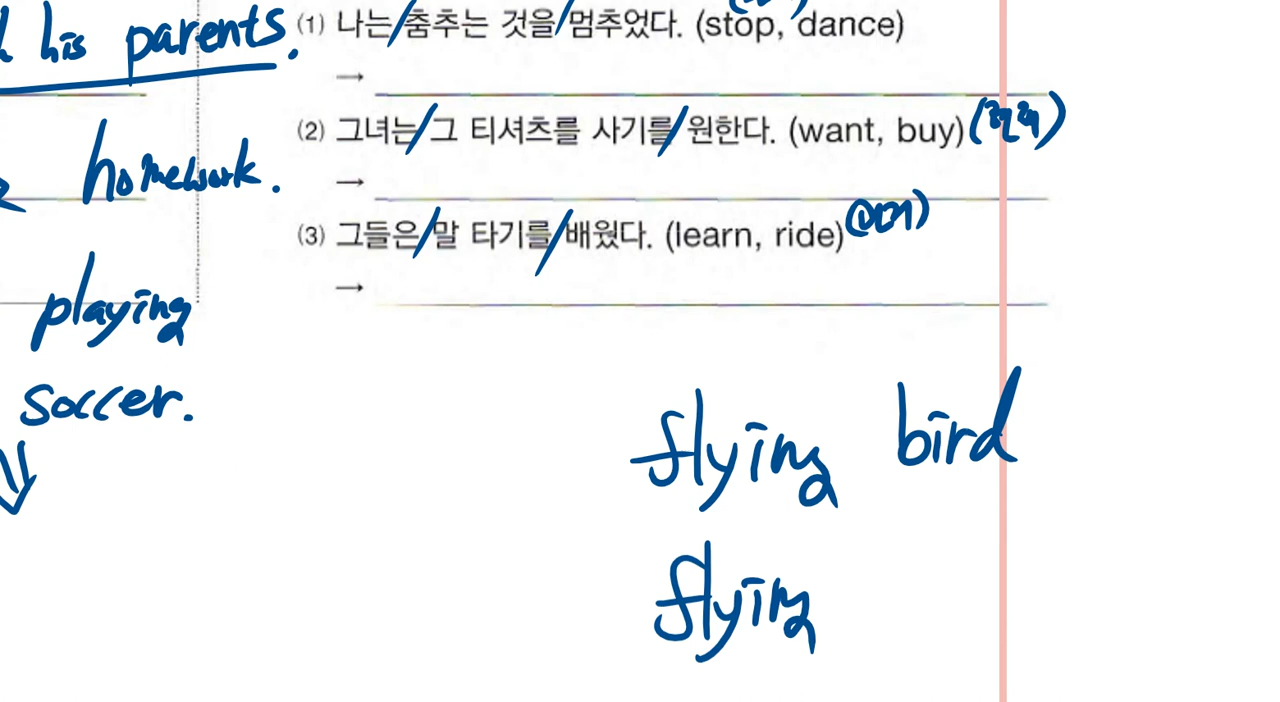 his parents.
homework.
playing
soccer.
(1) 나는/춤추는 것을/멈추었다. (stop, dance)
→
(2) 그녀는/그 티셔츠를 사기를/원한다. (want, buy) (현재)
→
(3) 그들은/말 타기를/배웠다. (learn, ride)
→
flying bird
flying